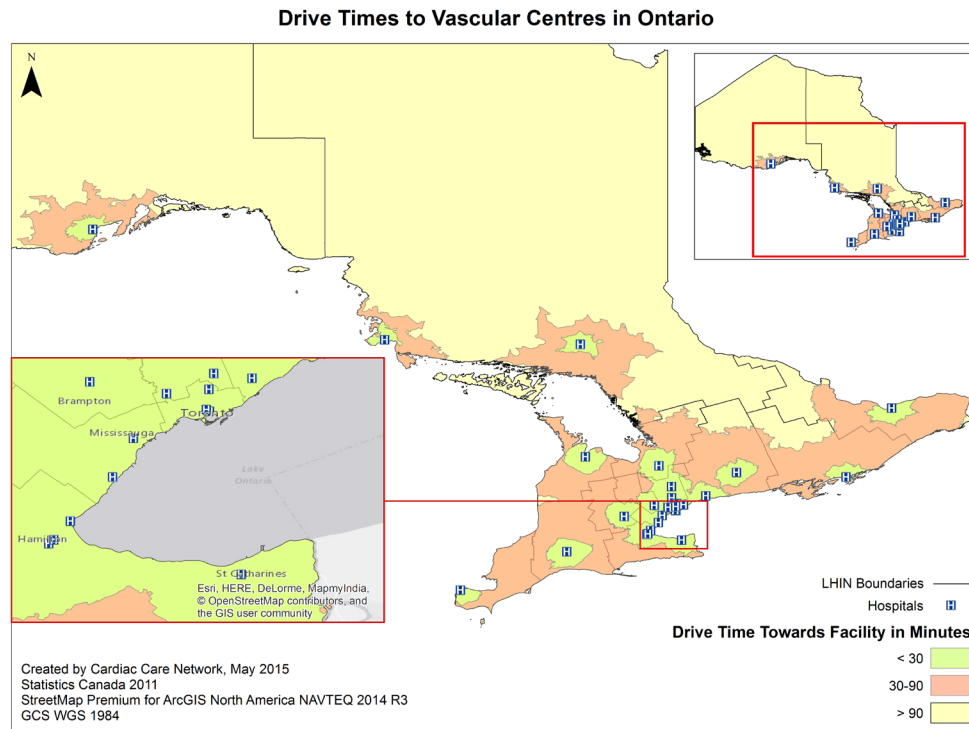 Drive Times to Vascular Centres in Ontario
N
Brampton
Toronto
Mississauga
Lake
Ontario
Hamilton
St Catharines
Esri, HERE, DeLorme, MapmyIndia,
© OpenStreetMap contributors, and
the GIS user community
LHIN Boundaries
Hospitals
H
Drive Time Towards Facility in Minutes
< 30
30-90
> 90
Created by Cardiac Care Network, May 2015
Statistics Canada 2011
StreetMap Premium for ArcGIS North America NAVTEQ 2014 R3
GCS WGS 1984